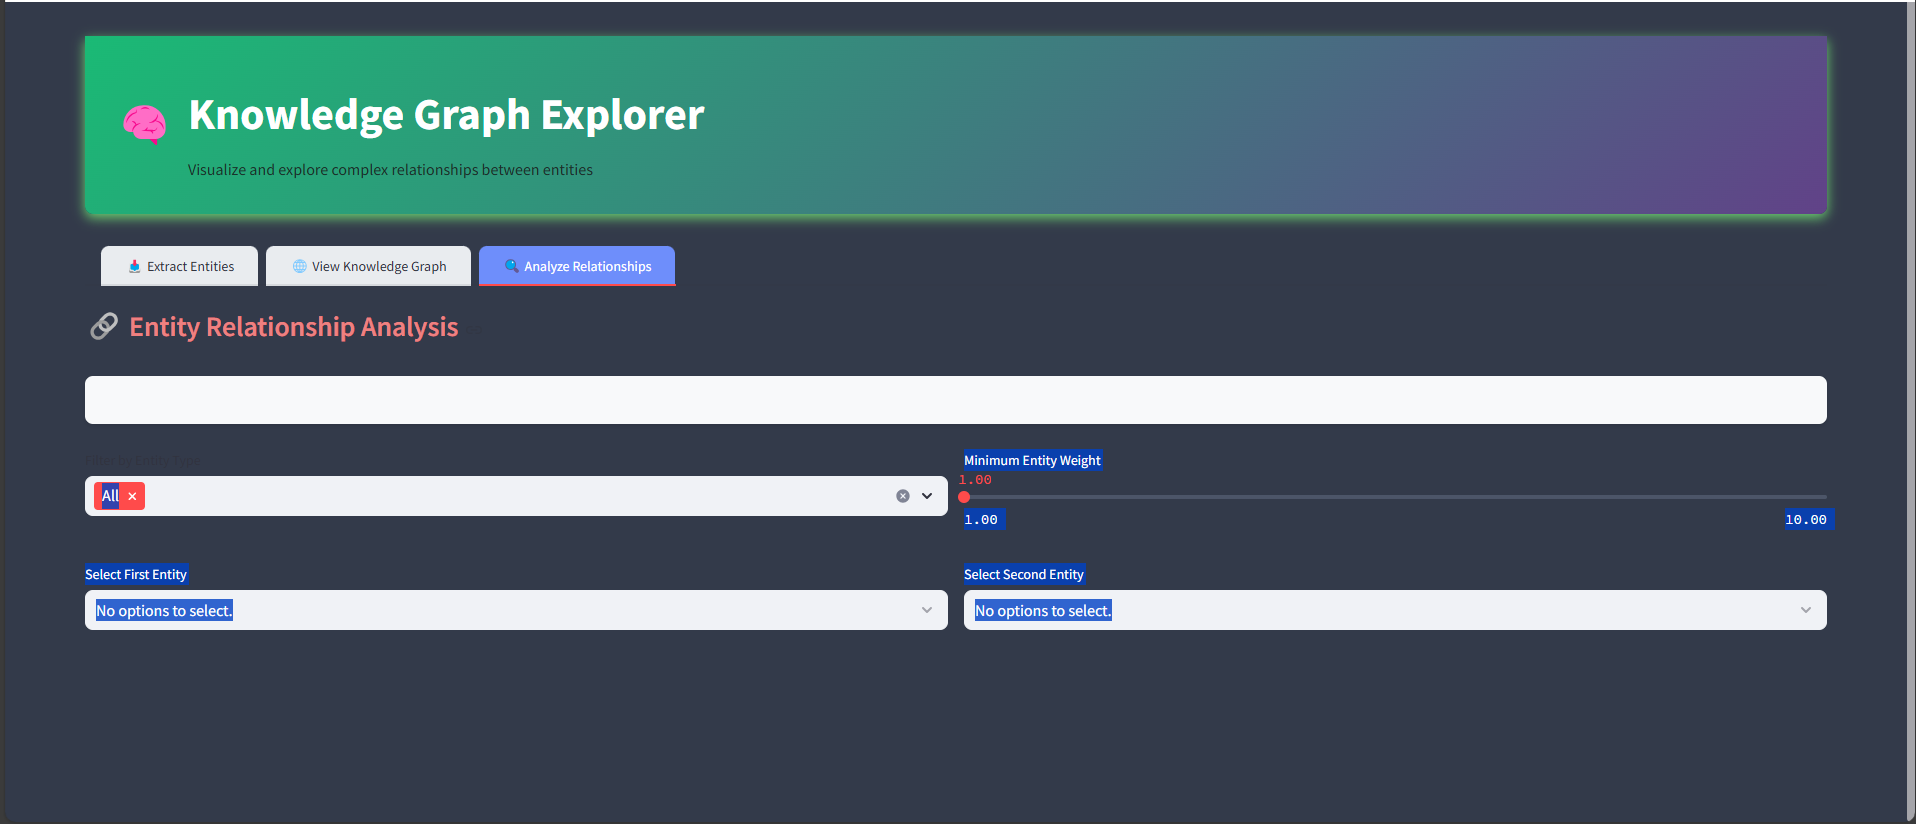 Knowledge Graph Explorer
Visualize and explore complex relationships between entities
Extract Entities
View Knowledge Graph
Analyze Relationships
Entity Relationship Analysis
Filter by Entity Type
All ×
Minimum Entity Weight
1.00
1.00
10.00
Select First Entity
Select Second Entity
No options to select.
No options to select.